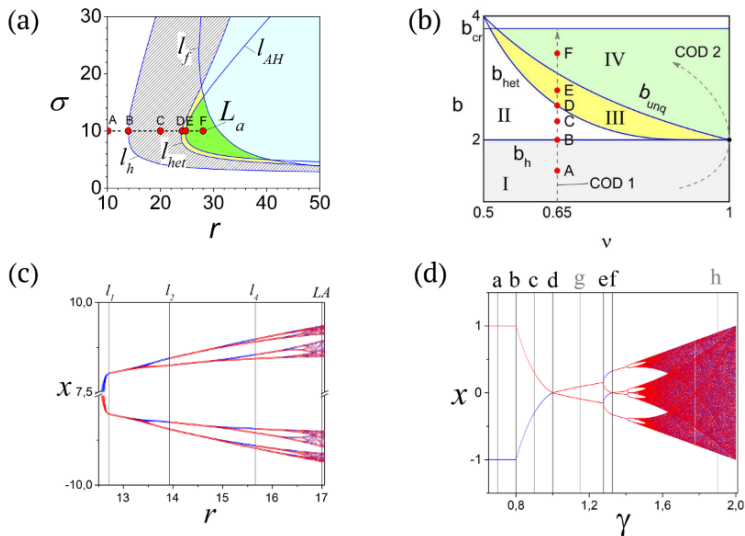 (a)
30
20
σ
10
0
l_f
l_AH
A B C D E F
L_a
l_h
l_het
10 20 30 40 50
r
(b)
4
b_cr
b_het
b
2
F
E
D
C
B
A
IV
COD 2
b_unq
II
III
b_h
I
COD 1
0.5 0.65 1
ν
(c)
l_1 l_2 l_4 LA
10,0
x
7,5
-10,0
13 14 15 16 17
r
(d)
a b c d g e f h
1
x 0
-1
0,8 1,2 1,6 2,0
γ